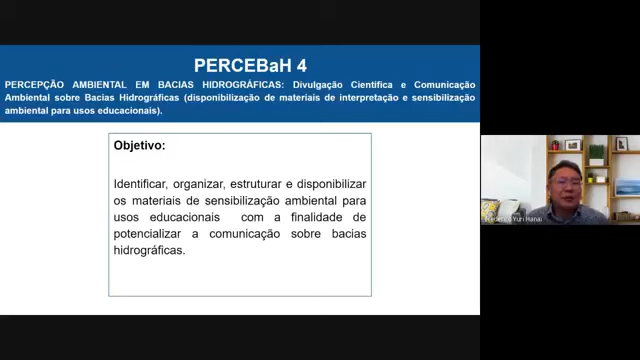 PERCEBaH 4
PERCEPÇÃO AMBIENTAL EM BACIAS HIDROGRÁFICAS: Divulgação Científica e Comunicação
Ambiental sobre Bacias Hidrográficas (disponibilização de materiais de interpretação e sensibilização
ambiental para usos educacionais).
Objetivo:
Identificar, organizar, estruturar e disponibilizar
os materiais de sensibilização ambiental para
usos educacionais com a finalidade de
potencializar a comunicação sobre bacias
hidrográficas.
Yuri Hanai